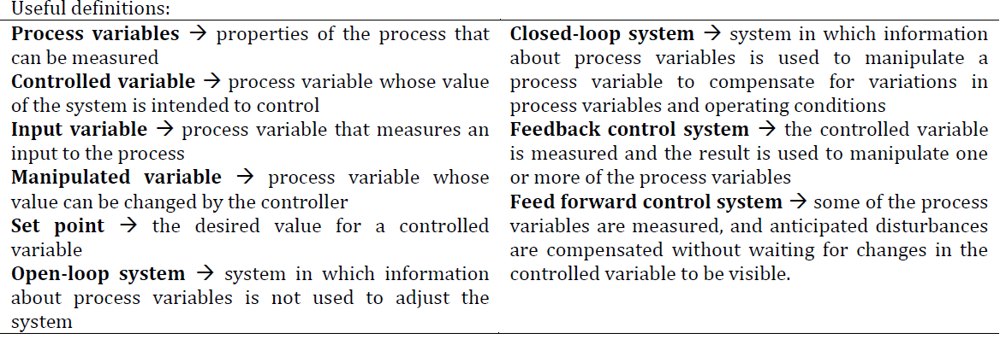 Useful definitions:
Process variables → properties of the process that
can be measured
Controlled variable → process variable whose value
of the system is intended to control
Input variable → process variable that measures an
input to the process
Manipulated variable → process variable whose
value can be changed by the controller
Set point → the desired value for a controlled
variable
Open-loop system → system in which information
about process variables is not used to adjust the
system
Closed-loop system → system in which information
about process variables is used to manipulate a
process variable to compensate for variations in
process variables and operating conditions
Feedback control system → the controlled variable
is measured and the result is used to manipulate one
or more of the process variables
Feed forward control system → some of the process
variables are measured, and anticipated disturbances
are compensated without waiting for changes in the
controlled variable to be visible.